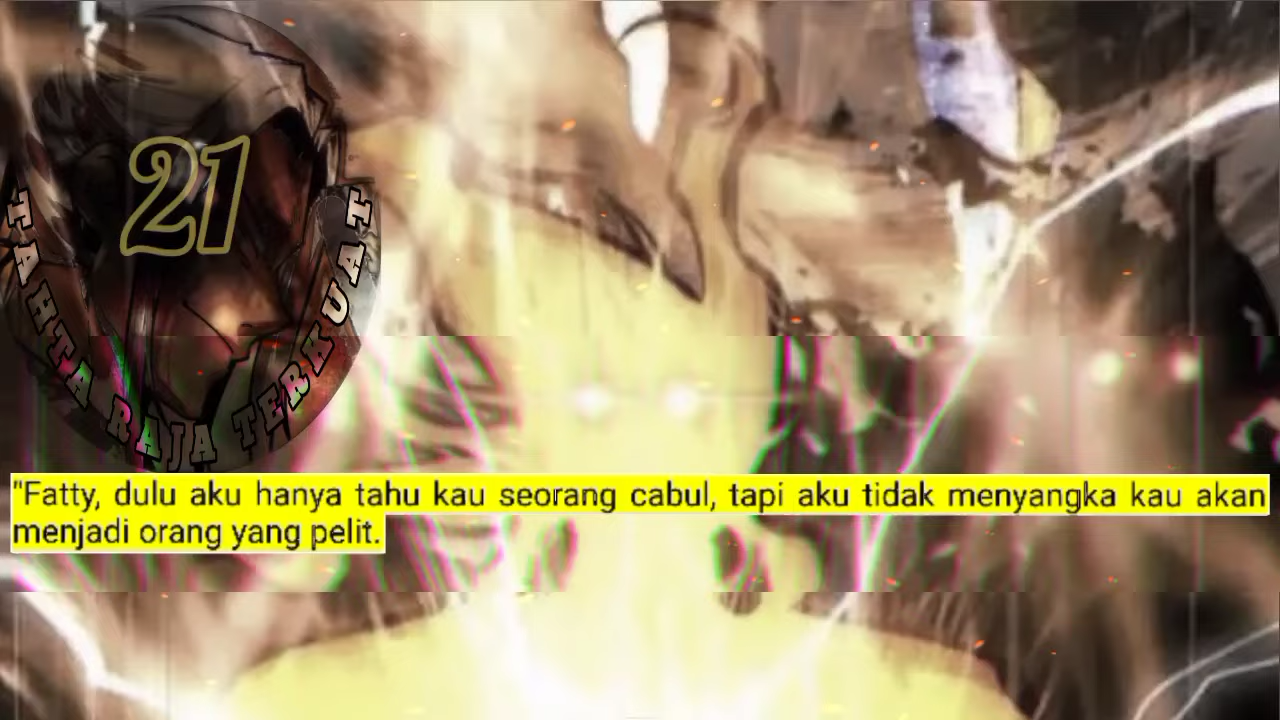 21
TAHTA RAJA TERKUAT
"Fatty, dulu aku hanya tahu kau seorang cabul, tapi aku tidak menyangka kau akan
menjadi orang yang pelit.